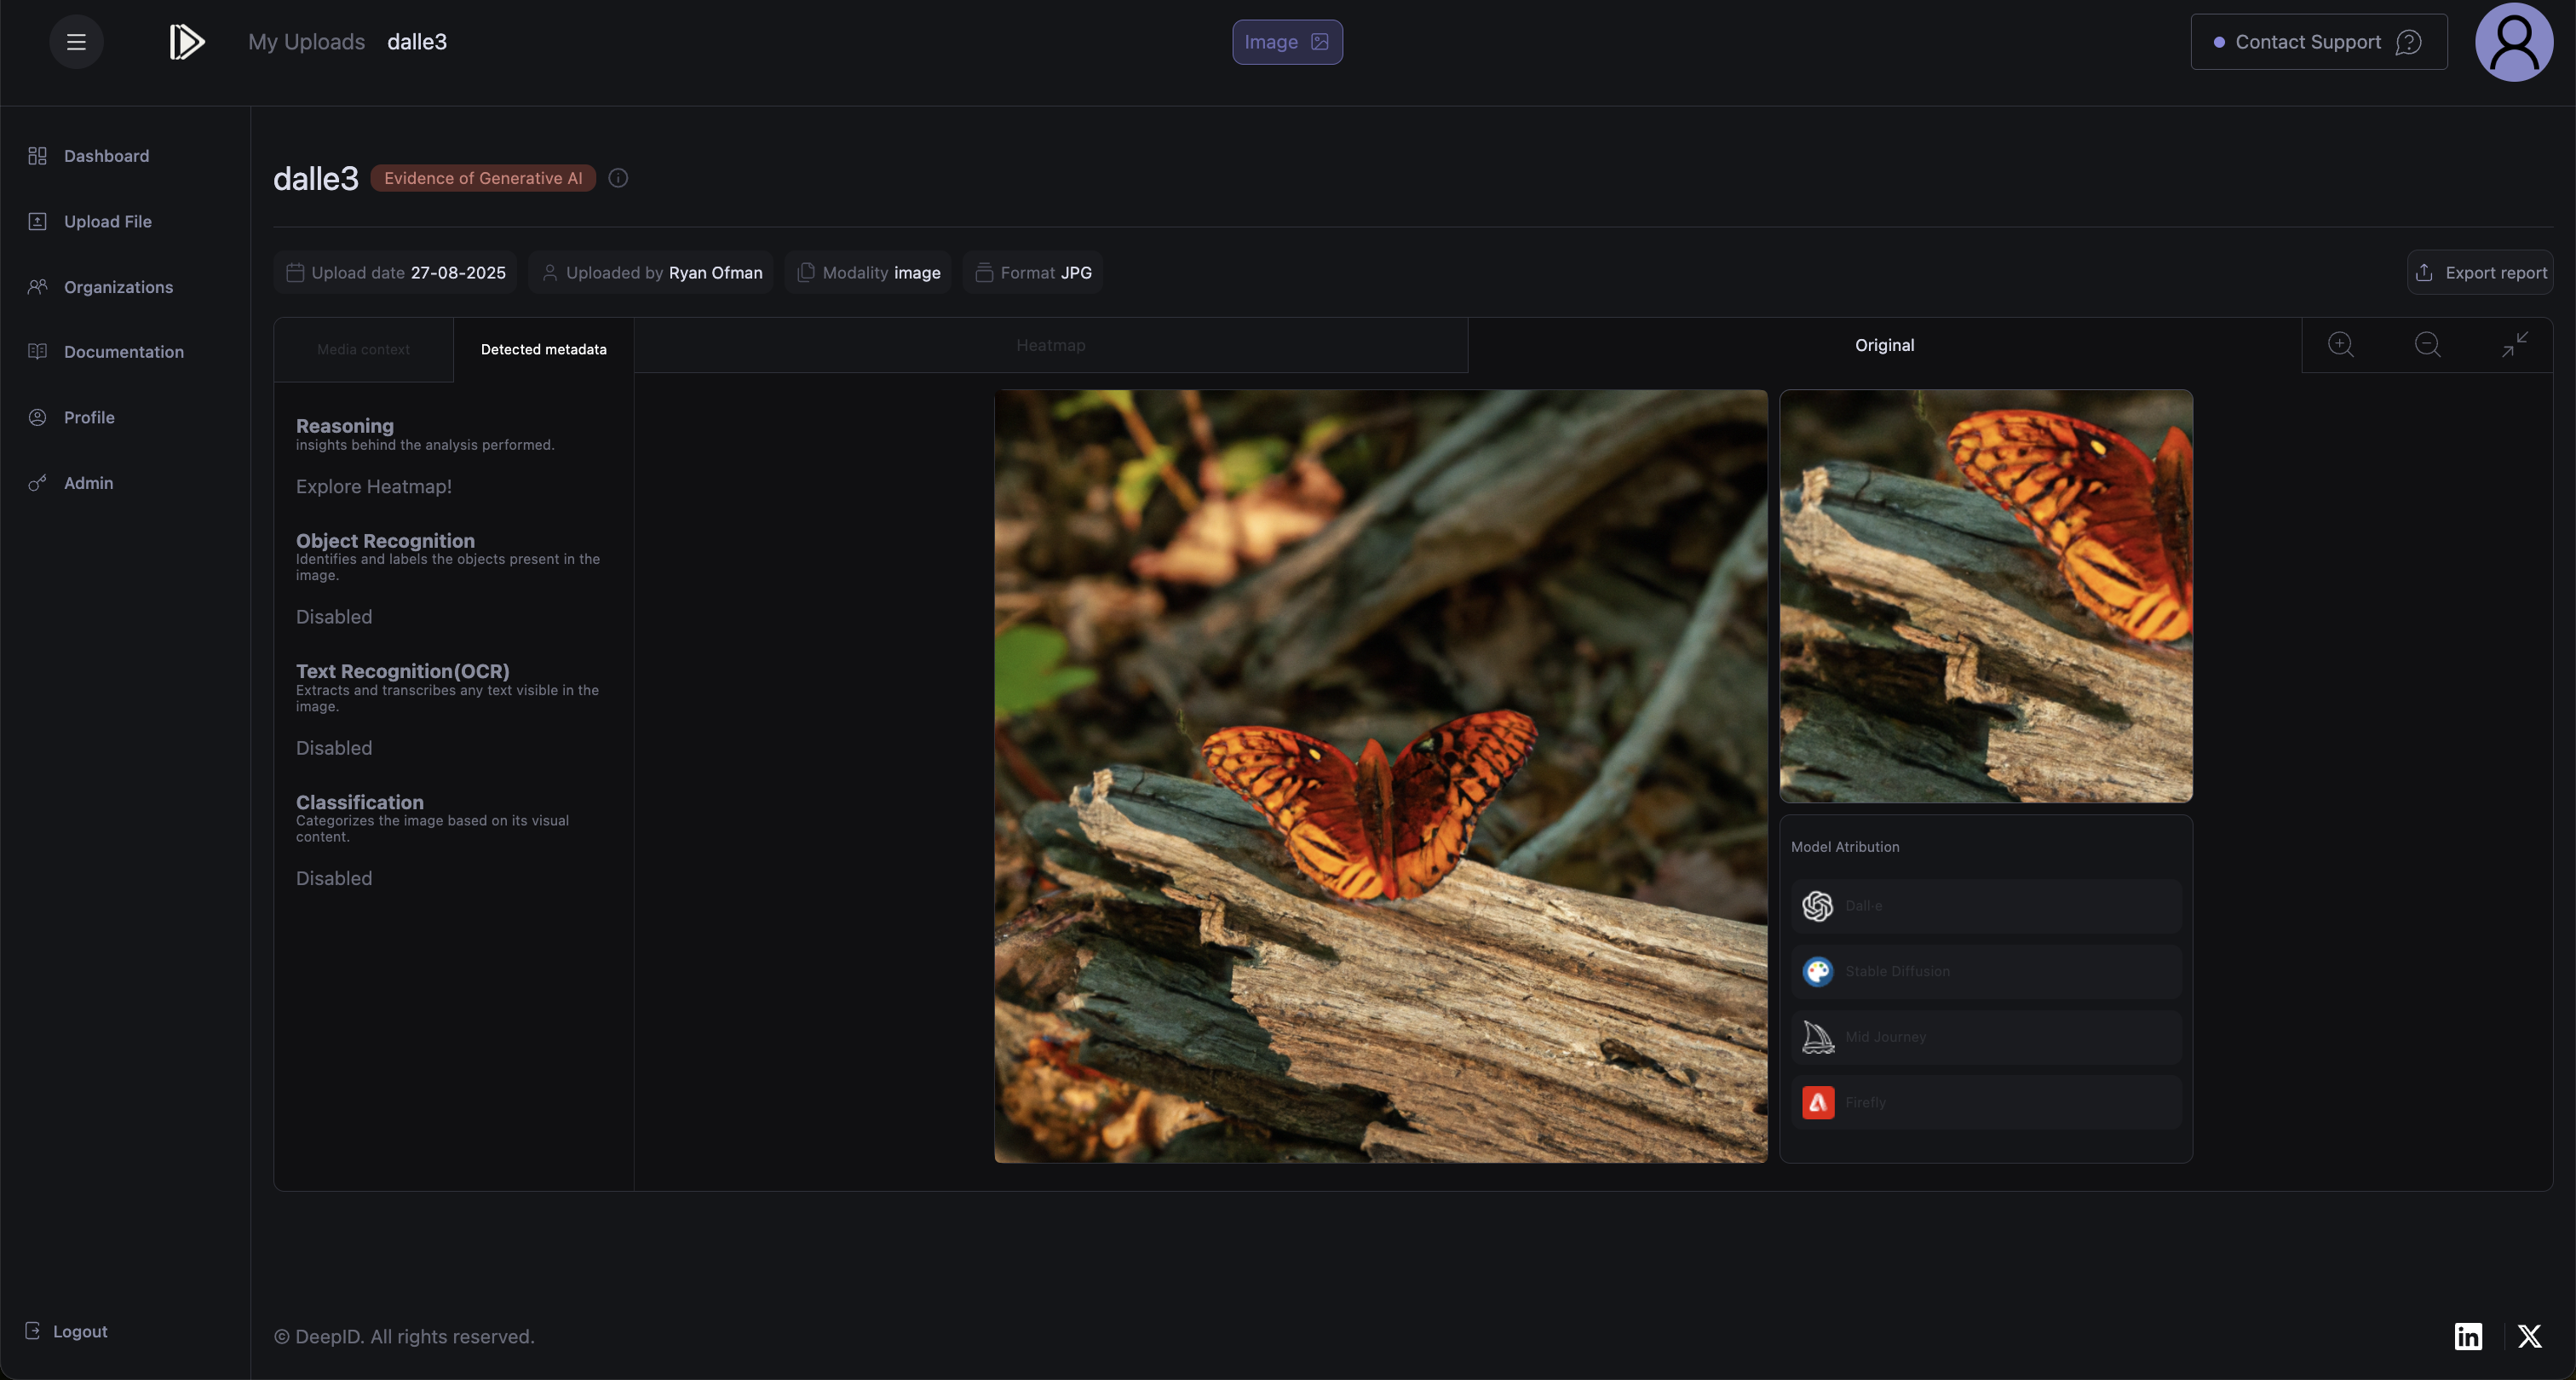 My Uploads dalle3
Image
Contact Support
Dashboard
Upload File
Organizations
Documentation
Profile
Admin
Logout
dalle3 Evidence of Generative AI
Upload date 27-08-2025 Uploaded by Ryan Ofman Modality image Format JPG
Export report
Media context Detected metadata
Heatmap Original
Reasoning
insights behind the analysis performed.
Explore Heatmap!
Object Recognition
Identifies and labels the objects present in the
image.
Disabled
Text Recognition(OCR)
Extracts and transcribes any text visible in the
image.
Disabled
Classification
Categorizes the image based on its visual
content.
Disabled
Model Atribution
Dall·e
Stable Diffusion
Mid Journey
Firefly
© DeepID. All rights reserved.